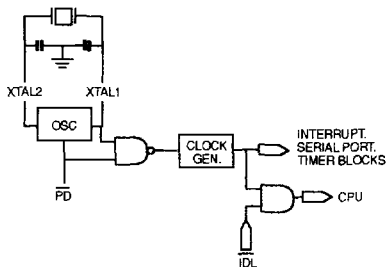 XTAL2
XTAL1
OSC
CLOCK
GEN.
INTERRUPT.
SERIAL PORT.
TIMER BLOCKS
CPU
PD
IDL